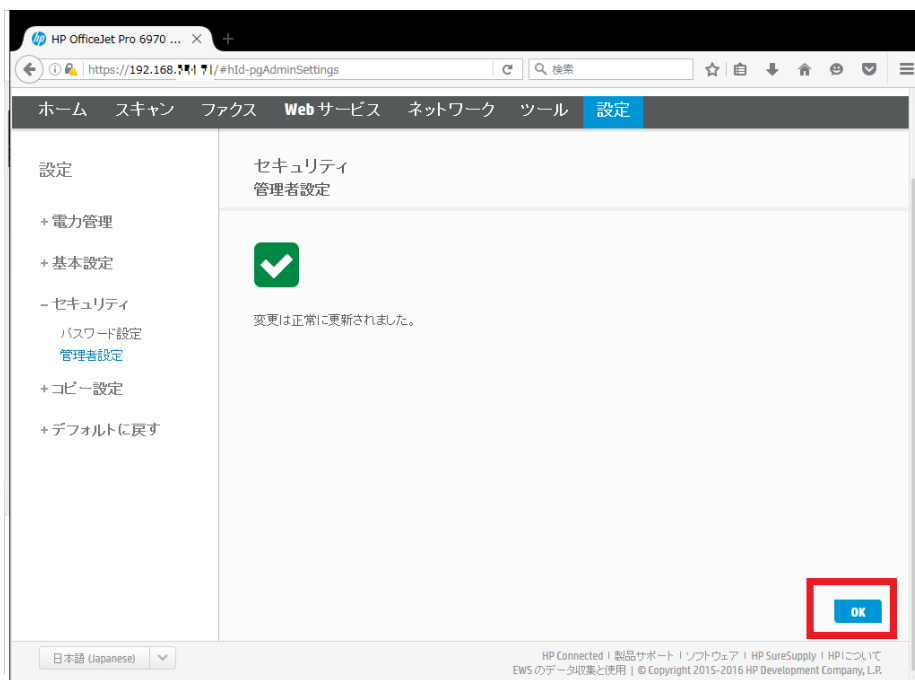 HP OfficeJet Pro 6970 ...
https://192.168. /#hId-pgAdminSettings
検索
ホーム スキャン ファクス Webサービス ネットワーク ツール 設定
設定
+ 電力管理
+ 基本設定
- セキュリティ
パスワード設定
管理者設定
+ コピー設定
+ デフォルトに戻す
セキュリティ
管理者設定
変更は正常に更新されました。
OK
日本語 (Japanese)
HP Connected | 製品サポート | ソフトウェア | HP SureSupply | HPについて
EWS のデータ収集と使用 | © Copyright 2015-2016 HP Development Company, L.P.